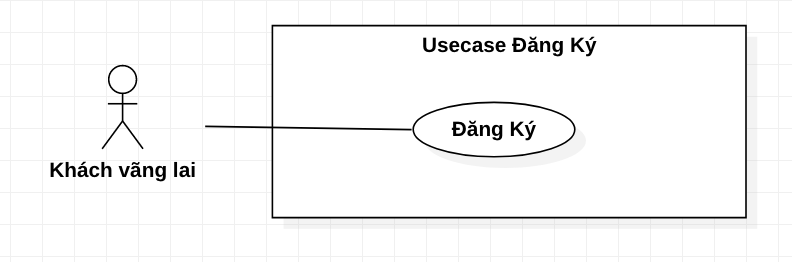 Usecase Đăng Ký
Đăng Ký
Khách vãng lai